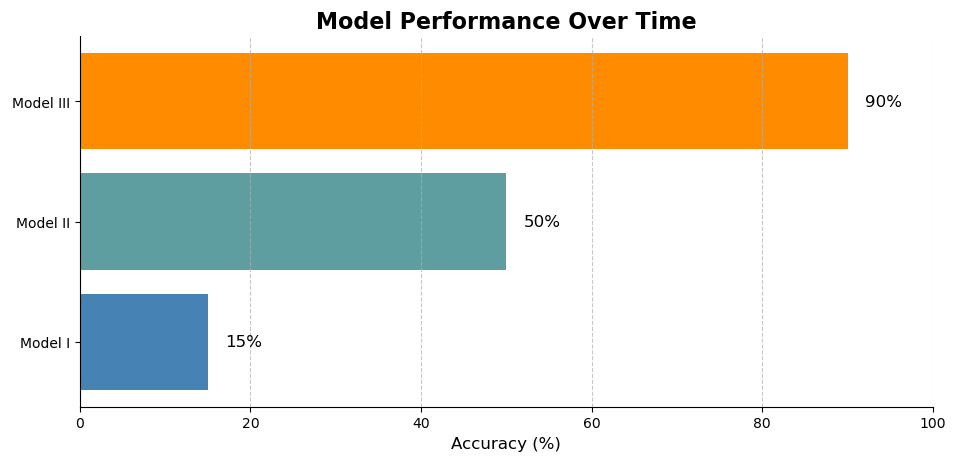 Model Performance Over Time
Model III
90%
Model II
50%
Model I
15%
0 20 40 60 80 100
Accuracy (%)